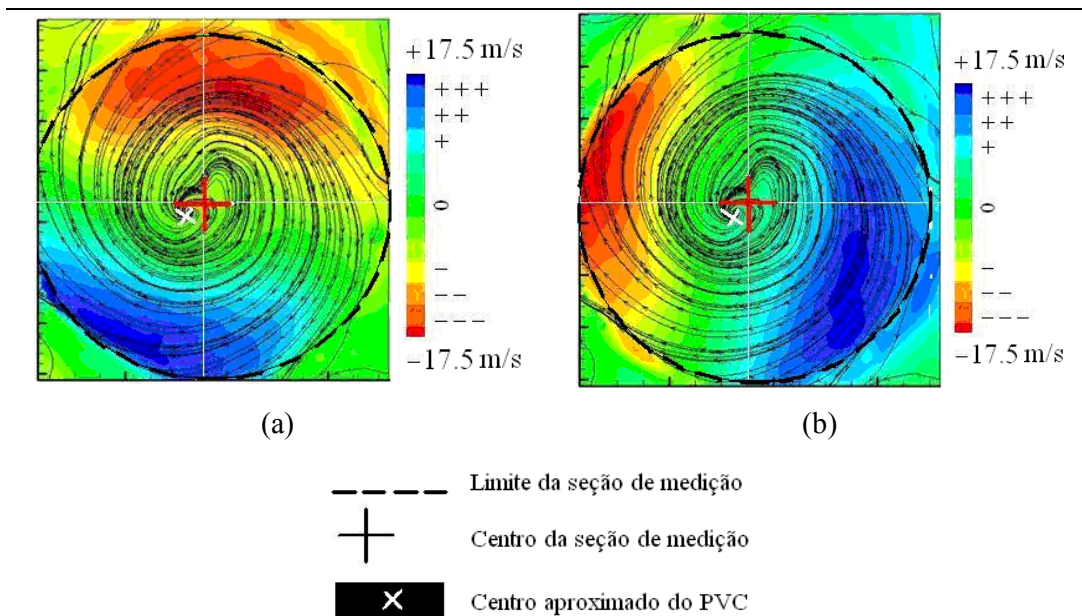 +17.5 m/s
+++
++
+
0
−
−−
−−−
−17.5 m/s
(a)
+17.5 m/s
+++
++
+
0
−
−−
−−−
−17.5 m/s
(b)
Limite da seção de medição
Centro da seção de medição
Centro aproximado do PVC